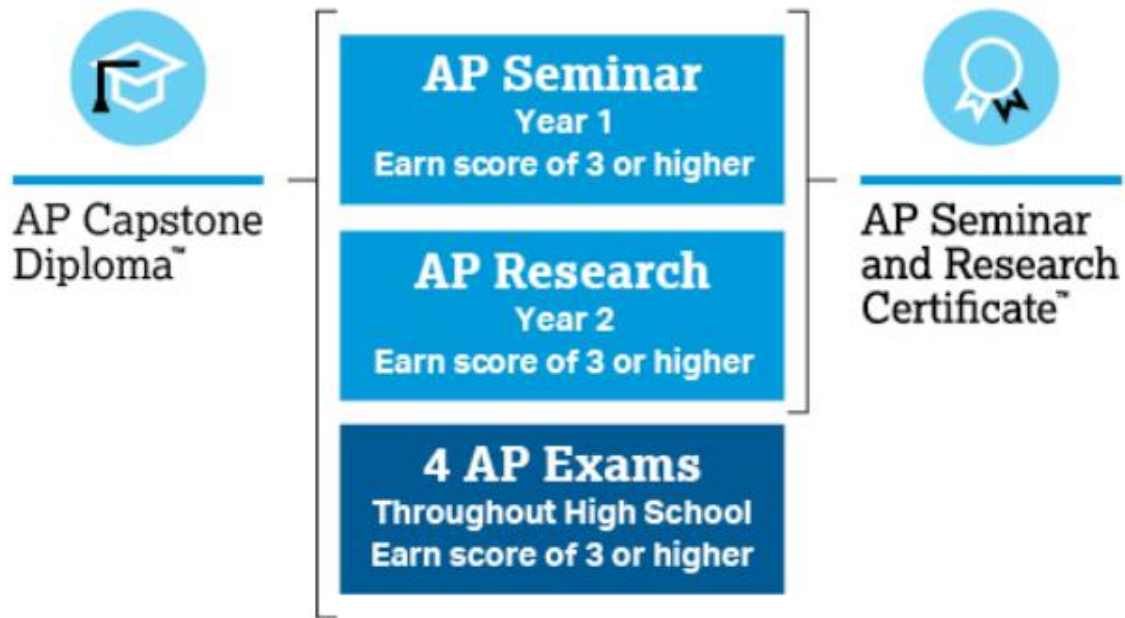 AP Capstone
Diploma™
AP Seminar
Year 1
Earn score of 3 or higher
AP Research
Year 2
Earn score of 3 or higher
4 AP Exams
Throughout High School
Earn score of 3 or higher
AP Seminar
and Research
Certificate™